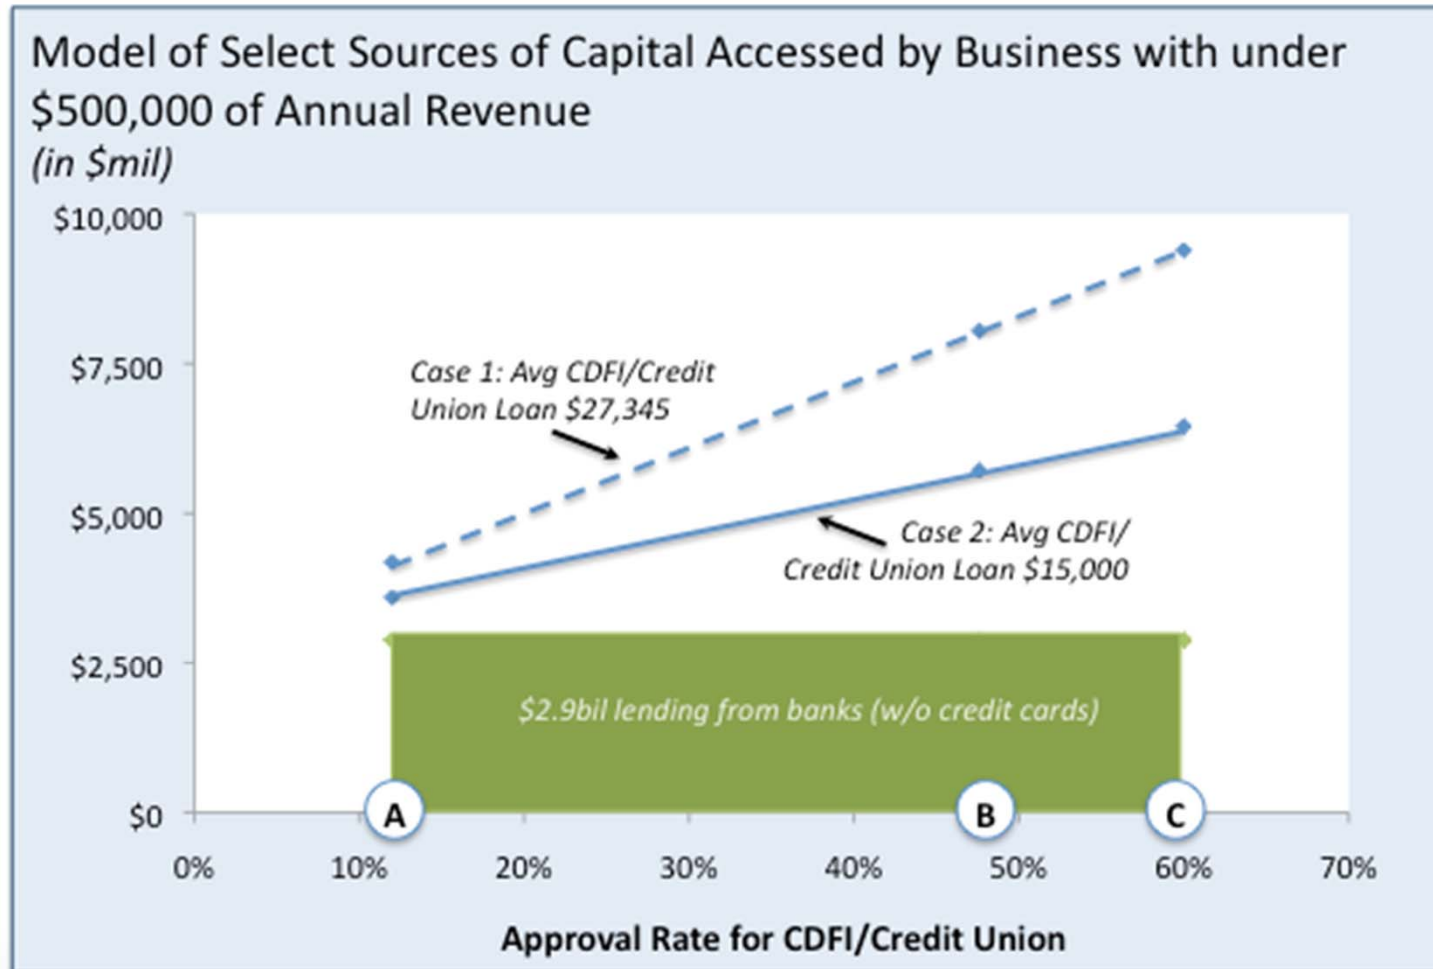 Model of Select Sources of Capital Accessed by Business with under
$500,000 of Annual Revenue
(in $mil)
$10,000
$7,500
$5,000
$2,500
$0
Case 1: Avg CDFI/Credit
Union Loan $27,345
Case 2: Avg CDFI/
Credit Union Loan $15,000
$2.9bil lending from banks (w/o credit cards)
A B C
0% 10% 20% 30% 40% 50% 60% 70%
Approval Rate for CDFI/Credit Union